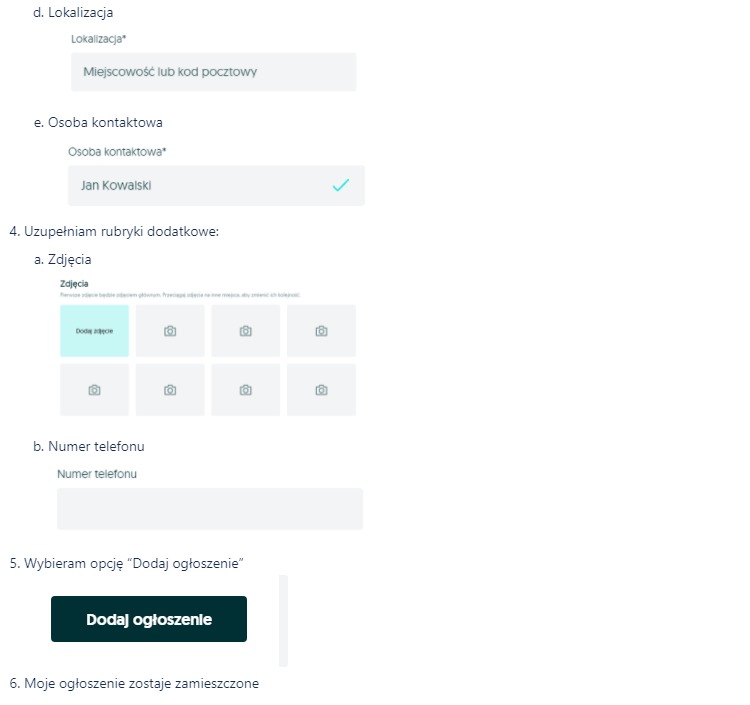 d. Lokalizacja
Lokalizacja*
Miejscowość lub kod pocztowy
e. Osoba kontaktowa
Osoba kontaktowa*
Jan Kowalski
4. Uzupełniam rubryki dodatkowe:
a. Zdjęcia
Zdjęcia
Pierwsze zdjęcie będzie zdjęciem głównym. Przeciągaj zdjęcia na inne miejsca, aby zmienić ich kolejność.
Dodaj zdjęcie
b. Numer telefonu
Numer telefonu
5. Wybieram opcję “Dodaj ogłoszenie”
Dodaj ogłoszenie
6. Moje ogłoszenie zostaje zamieszczone